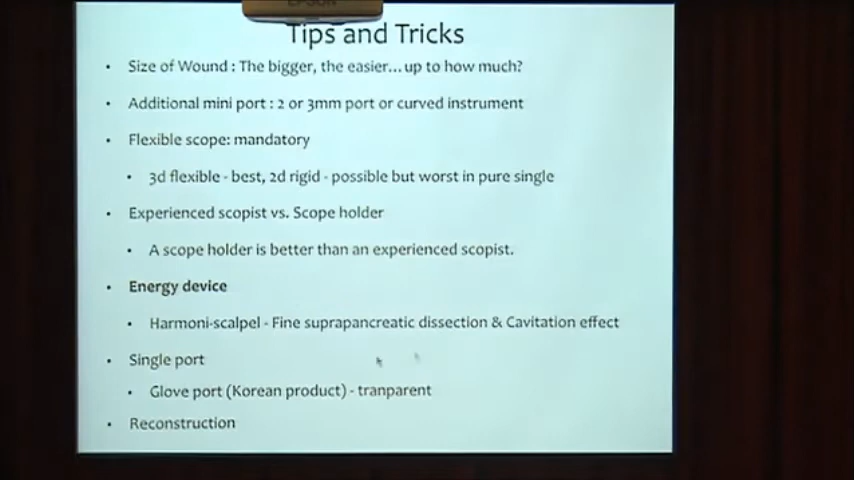 EPSON
Tips and Tricks
• Size of Wound : The bigger, the easier... up to how much?
• Additional mini port : 2 or 3mm port or curved instrument
• Flexible scope: mandatory
• 3d flexible - best, 2d rigid - possible but worst in pure single
• Experienced scopist vs. Scope holder
• A scope holder is better than an experienced scopist.
• Energy device
• Harmoni-scalpel - Fine suprapancreatic dissection & Cavitation effect
• Single port
• Glove port (Korean product) - tranparent
• Reconstruction